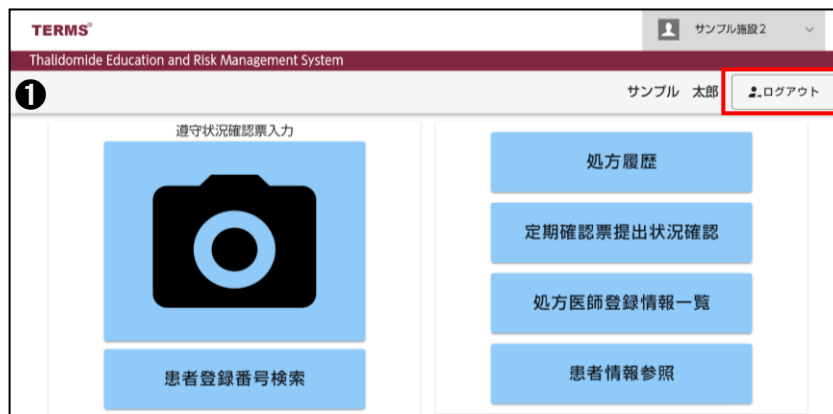 TERMS®
サンプル施設2
Thalidomide Education and Risk Management System
❶
サンプル 太郎
ログアウト
遵守状況確認票入力
患者登録番号検索
処方履歴
定期確認票提出状況確認
処方医師登録情報一覧
患者情報参照